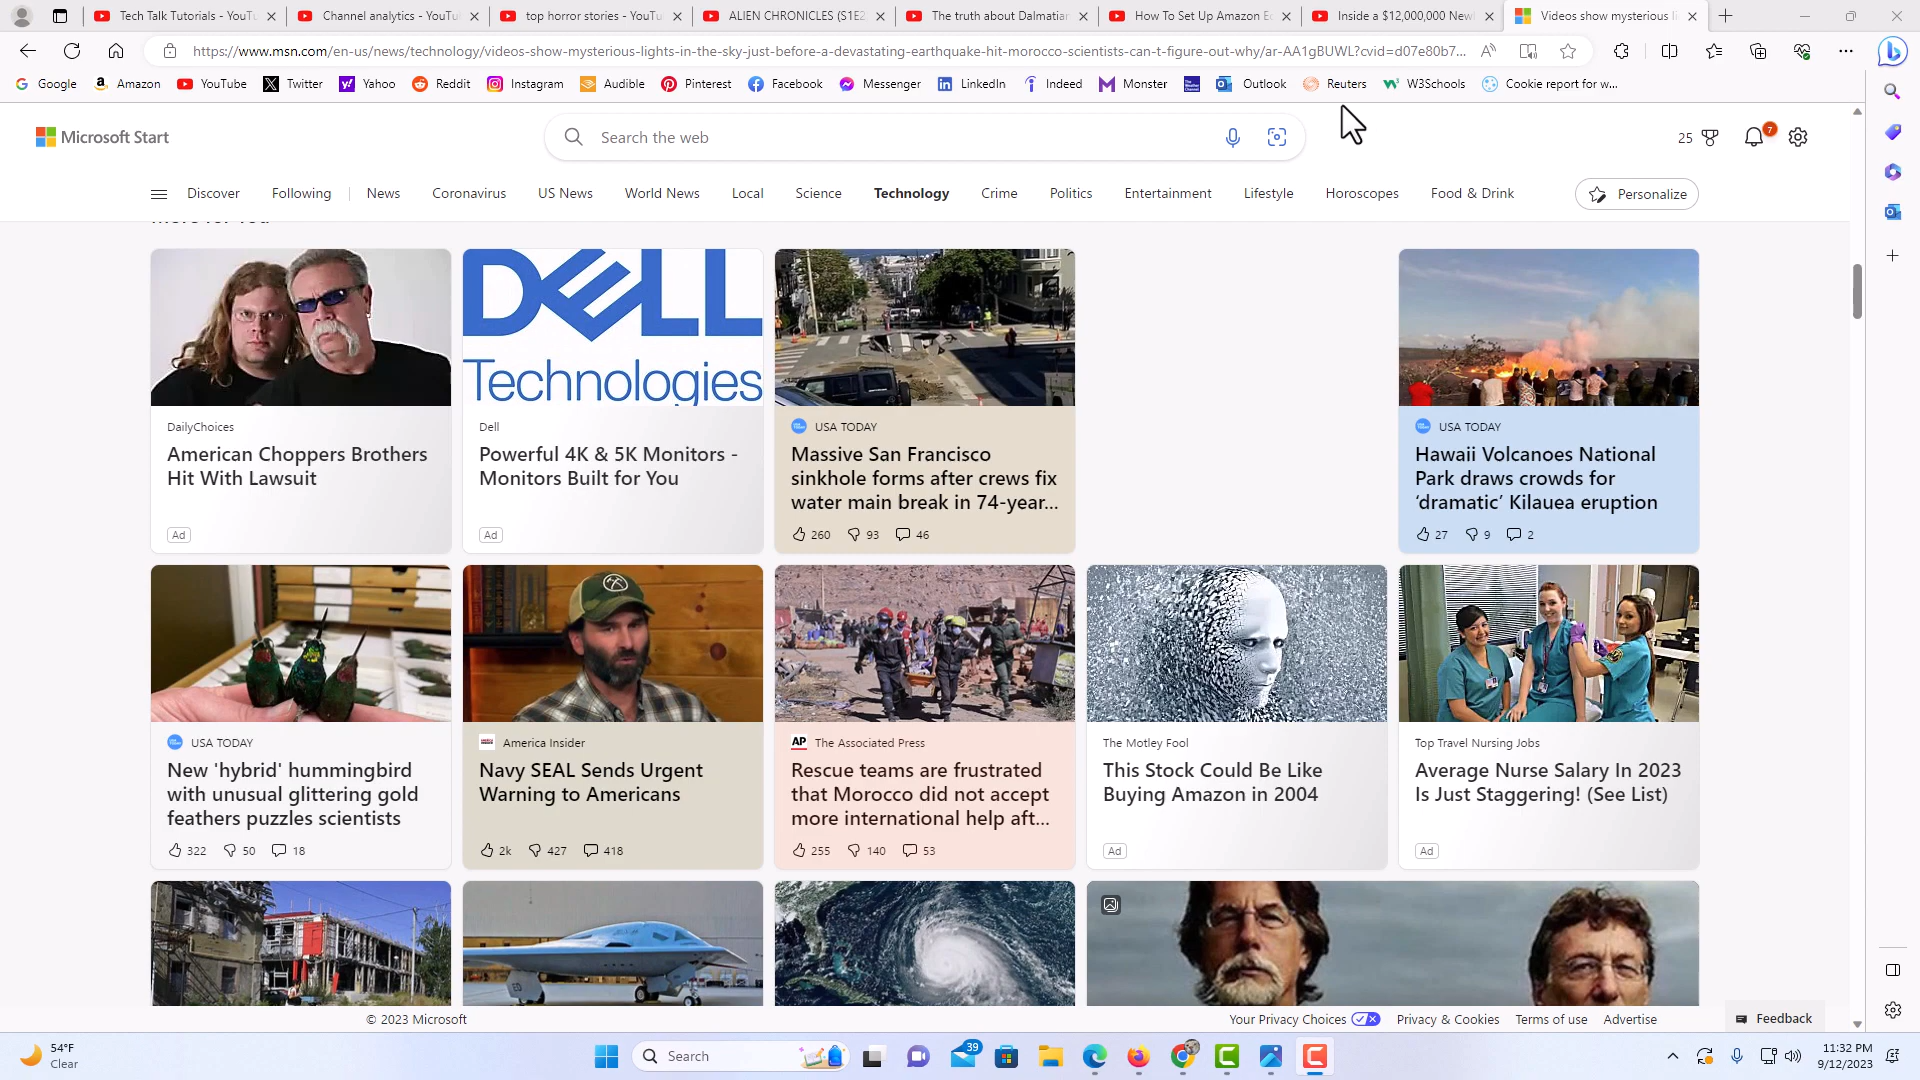 Tech Talk Tutorials - YouTu
Channel analytics - YouTu
top horror stories - YouTu
ALIEN CHRONICLES (S1E2
The truth about Dalmatian
How To Set Up Amazon Ec
Inside a $12,000,000 New
Videos show mysterious li
https://www.msn.com/en-us/news/technology/videos-show-mysterious-lights-in-the-sky-just-before-a-devastating-earthquake-hit-morocco-scientists-can-t-figure-out-why/ar-AA1gBUWL?cvid=d07e80b7...
Google Amazon YouTube Twitter Yahoo Reddit Instagram Audible Pinterest Facebook Messenger LinkedIn Indeed Monster Outlook Reuters W3Schools Cookie report for w...
Microsoft Start
Search the web
25
7
Discover Following News Coronavirus US News World News Local Science Technology Crime Politics Entertainment Lifestyle Horoscopes Food & Drink
Personalize
More for You
DELL
Technologies
DailyChoices
American Choppers Brothers
Hit With Lawsuit
Ad
Dell
Powerful 4K & 5K Monitors -
Monitors Built for You
Ad
USA TODAY
Massive San Francisco
sinkhole forms after crews fix
water main break in 74-year...
260 93 46
USA TODAY
Hawaii Volcanoes National
Park draws crowds for
‘dramatic’ Kilauea eruption
27 9 2
USA TODAY
New 'hybrid' hummingbird
with unusual glittering gold
feathers puzzles scientists
322 50 18
America Insider
Navy SEAL Sends Urgent
Warning to Americans
2k 427 418
AP The Associated Press
Rescue teams are frustrated
that Morocco did not accept
more international help aft...
255 140 53
The Motley Fool
This Stock Could Be Like
Buying Amazon in 2004
Ad
Top Travel Nursing Jobs
Average Nurse Salary In 2023
Is Just Staggering! (See List)
Ad
© 2023 Microsoft
Your Privacy Choices Privacy & Cookies Terms of use Advertise
Feedback
54°F
Clear
Search
39
11:32 PM
9/12/2023